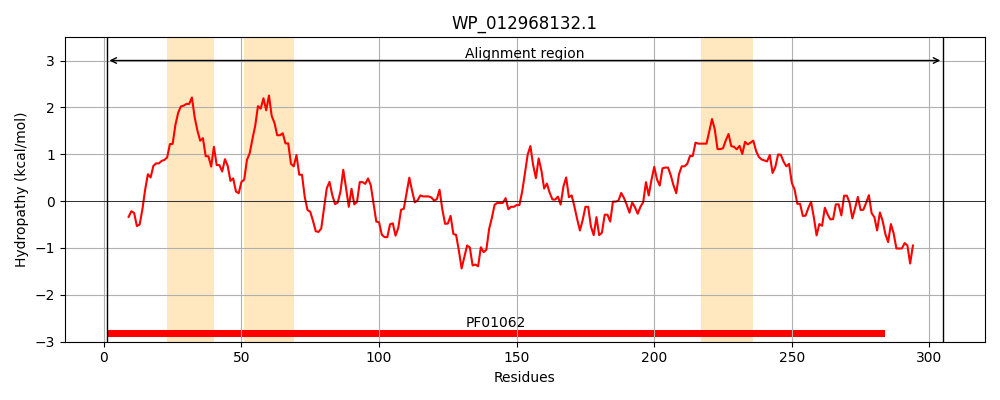 WP_012968132.1
Alignment region
Hydropathy (kcal/mol)
3
2
1
0
−1
−2
−3
PF01062
0 50 100 150 200 250 300
Residues